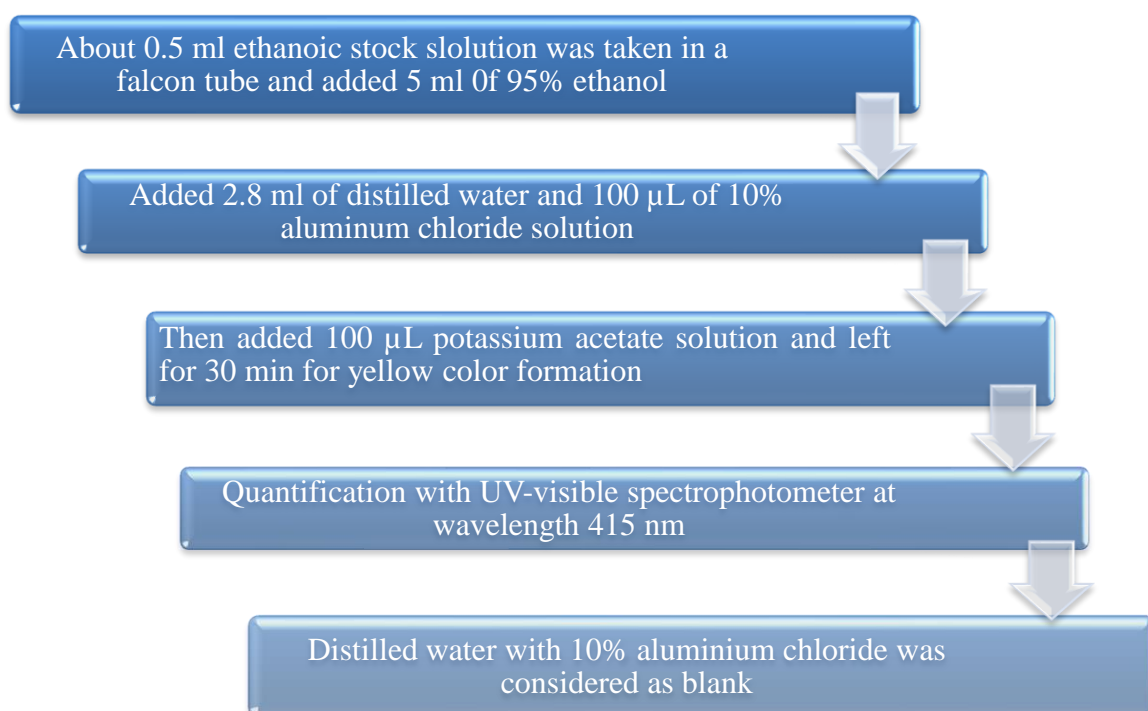 About 0.5 ml ethanoic stock slolution was taken in a
falcon tube and added 5 ml 0f 95% ethanol
Added 2.8 ml of distilled water and 100 µL of 10%
aluminum chloride solution
Then added 100 µL potassium acetate solution and left
for 30 min for yellow color formation
Quantification with UV-visible spectrophotometer at
wavelength 415 nm
Distilled water with 10% aluminium chloride was
considered as blank